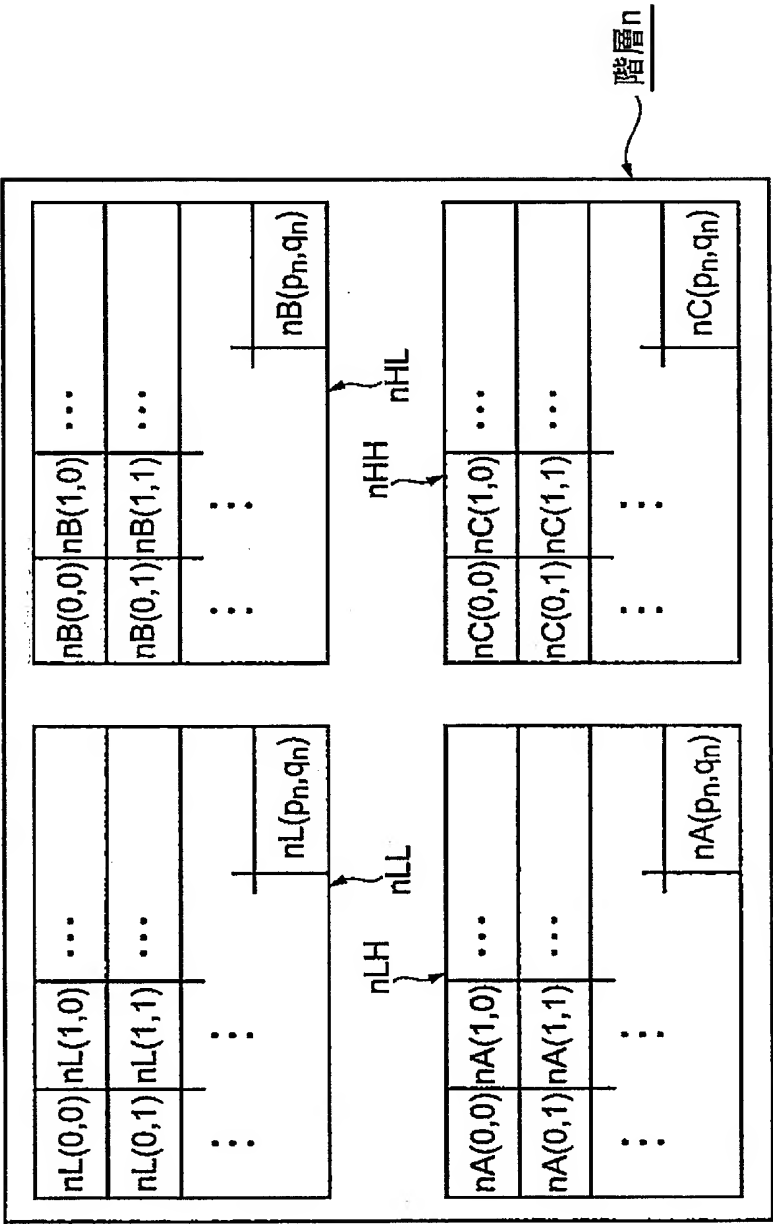 nL(0,0) nL(1,0) ...
nL(0,1) nL(1,1) ...
... ...
nL(pn,qn)
nLL
nB(0,0) nB(1,0) ...
nB(0,1) nB(1,1) ...
... ...
nB(pn,qn)
nHL
nLH
nA(0,0) nA(1,0) ...
nA(0,1) nA(1,1) ...
... ...
nA(pn,qn)
nHH
nC(0,0) nC(1,0) ...
nC(0,1) nC(1,1) ...
... ...
nC(pn,qn)
階層n